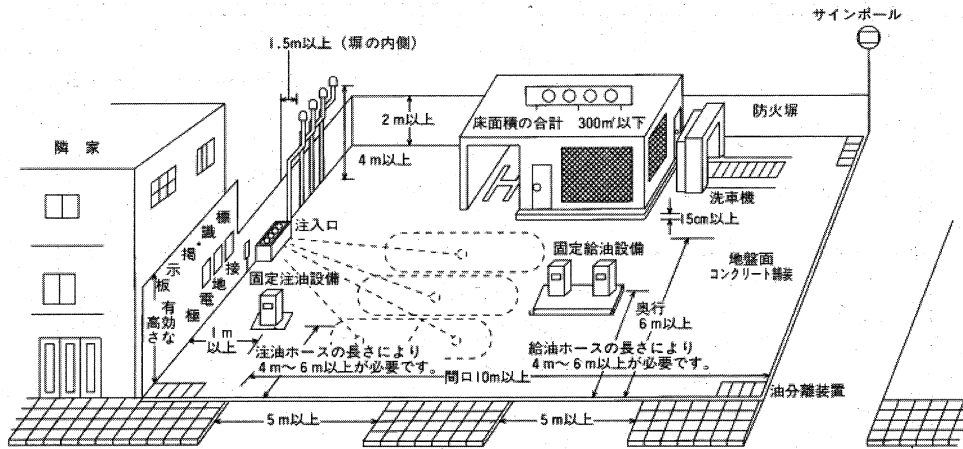 サインポール
1.5m以上（塀の内側）
2m以上
床面積の合計 300㎡以下
防火塀
隣家
4m以上
洗車機
15cm以上
標識・掲示板
注入口
接地電極
固定注油設備
固定給油設備
地盤面
コンクリート舗装
有効な
高さ
奥行
6m以上
1m
以上
注油ホースの長さにより
4m〜6m以上が必要です。
給油ホースの長さにより
4m〜6m以上が必要です。
間口10m以上
油分離装置
5m以上
5m以上